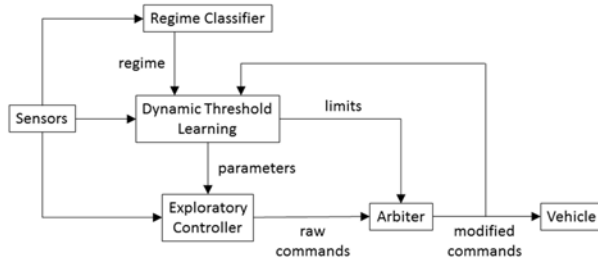 Regime Classifier
regime
Sensors
Dynamic Threshold
Learning
limits
parameters
Exploratory
Controller
raw
commands
Arbiter
modified
commands
Vehicle